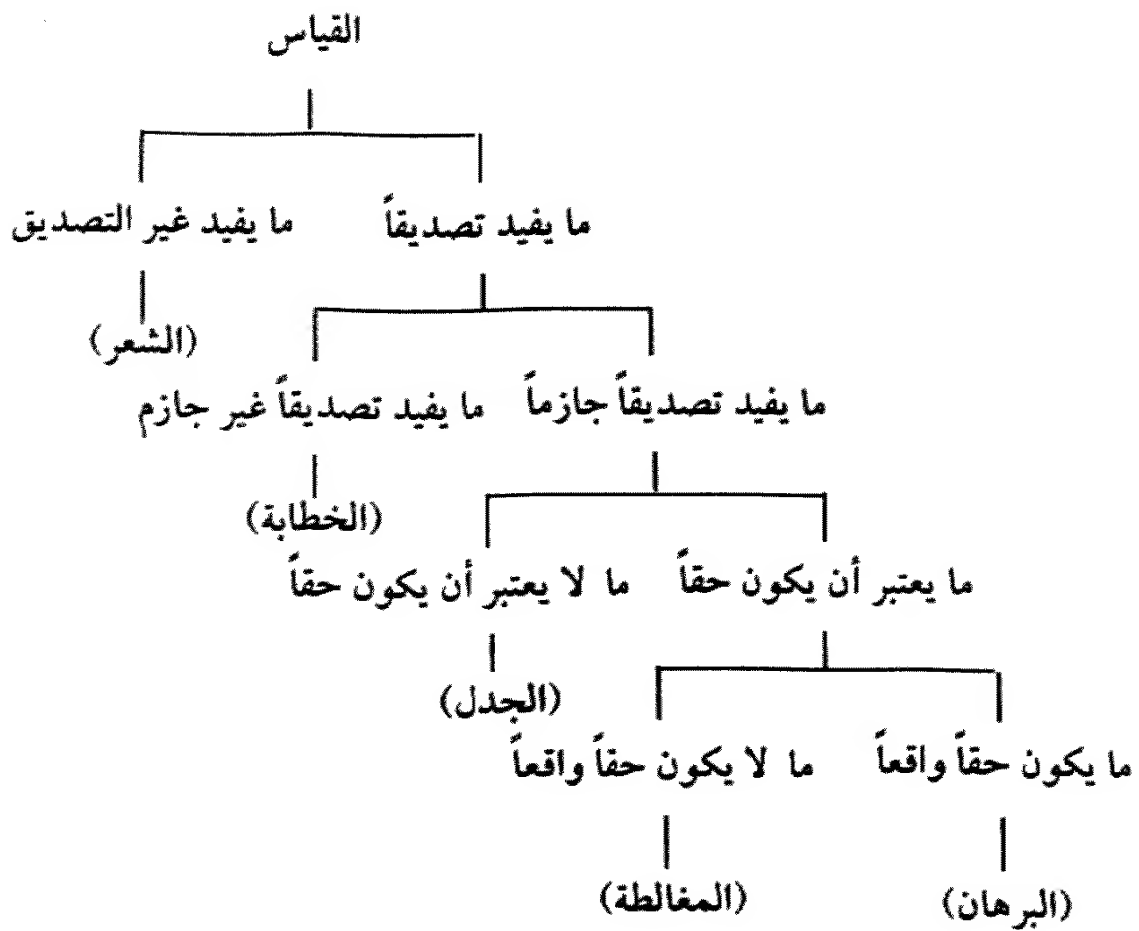 القياس
ما يفيد تصديقاً
ما يفيد غير التصديق
(الشعر)
ما يفيد تصديقاً جازماً
ما يفيد تصديقاً غير جازم
(الخطابة)
ما يعتبر أن يكون حقاً
ما لا يعتبر أن يكون حقاً
(الجدل)
ما يكون حقاً واقعاً
ما لا يكون حقاً واقعاً
(البرهان)
(المغالطة)